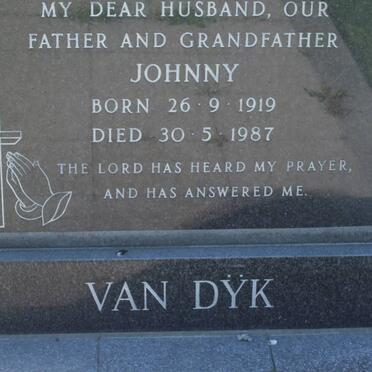 MY DEAR HUSBAND, OUR
FATHER AND GRANDFATHER
JOHNNY
BORN 26·9·1919
DIED 30·5·1987
THE LORD HAS HEARD MY PRAYER,
AND HAS ANSWERED ME.
VAN DŸK